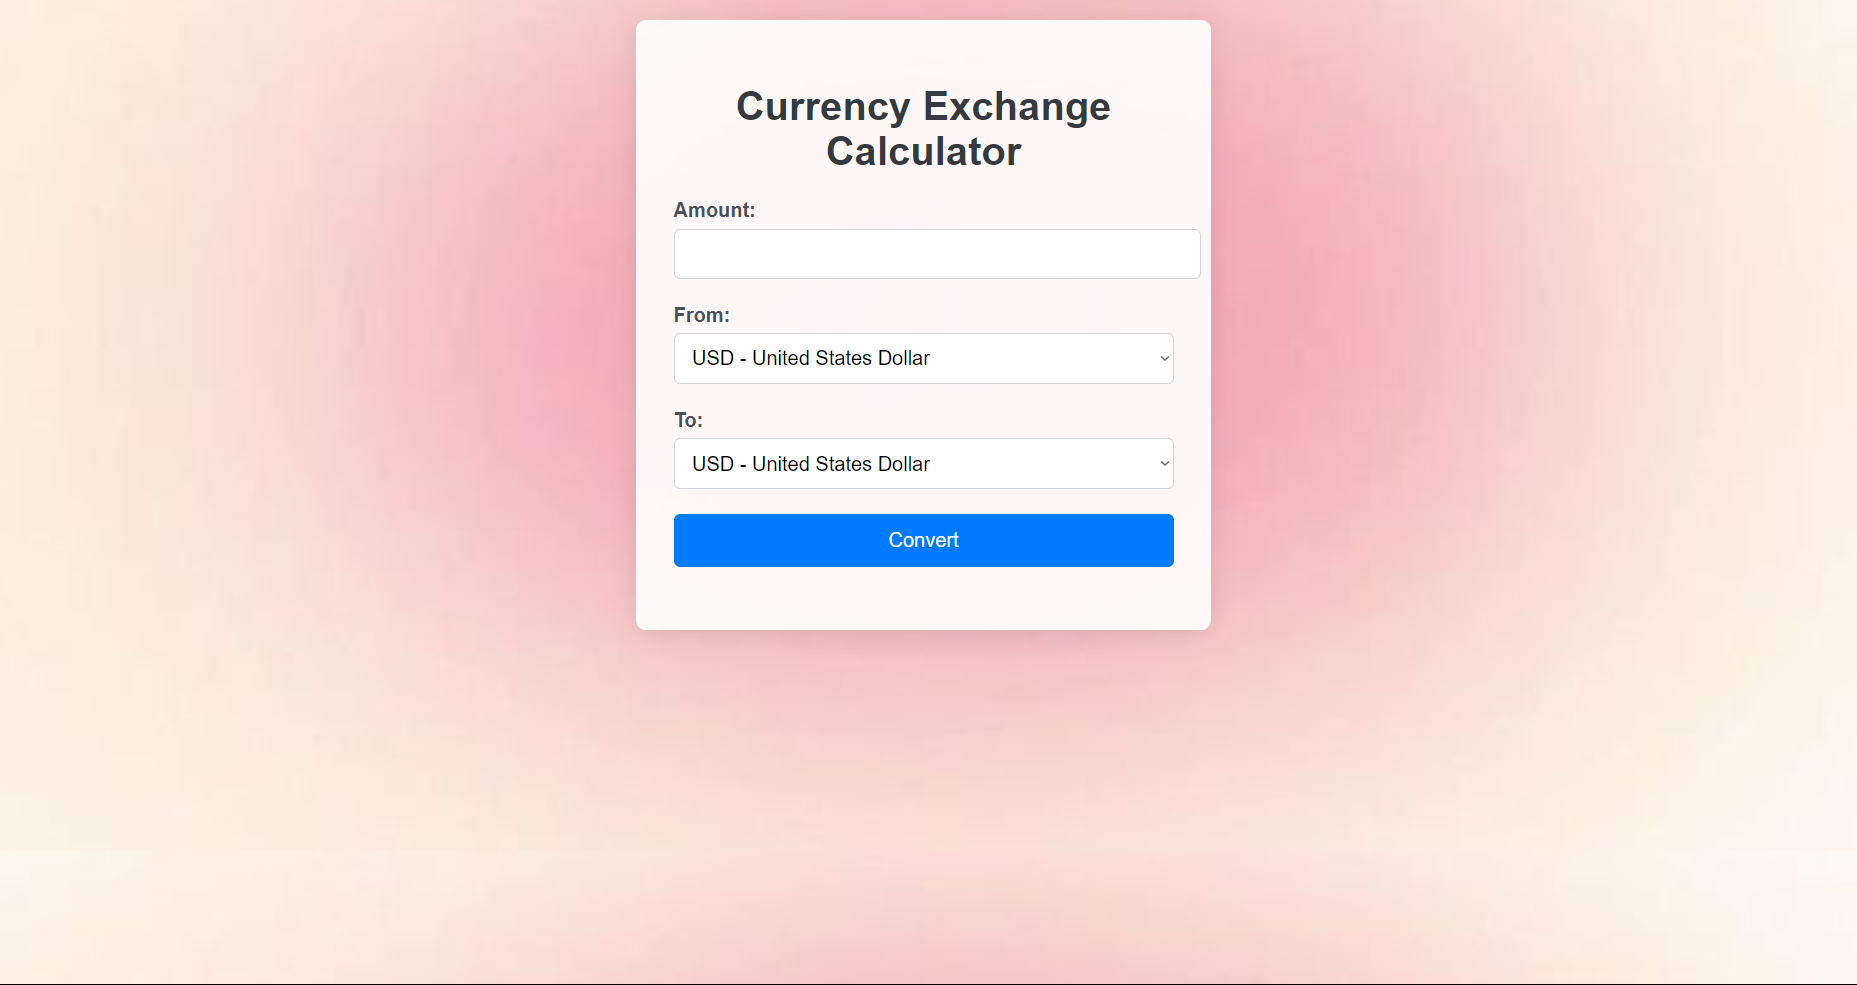 Currency Exchange
Calculator
Amount:
From:
USD - United States Dollar
To:
USD - United States Dollar
Convert